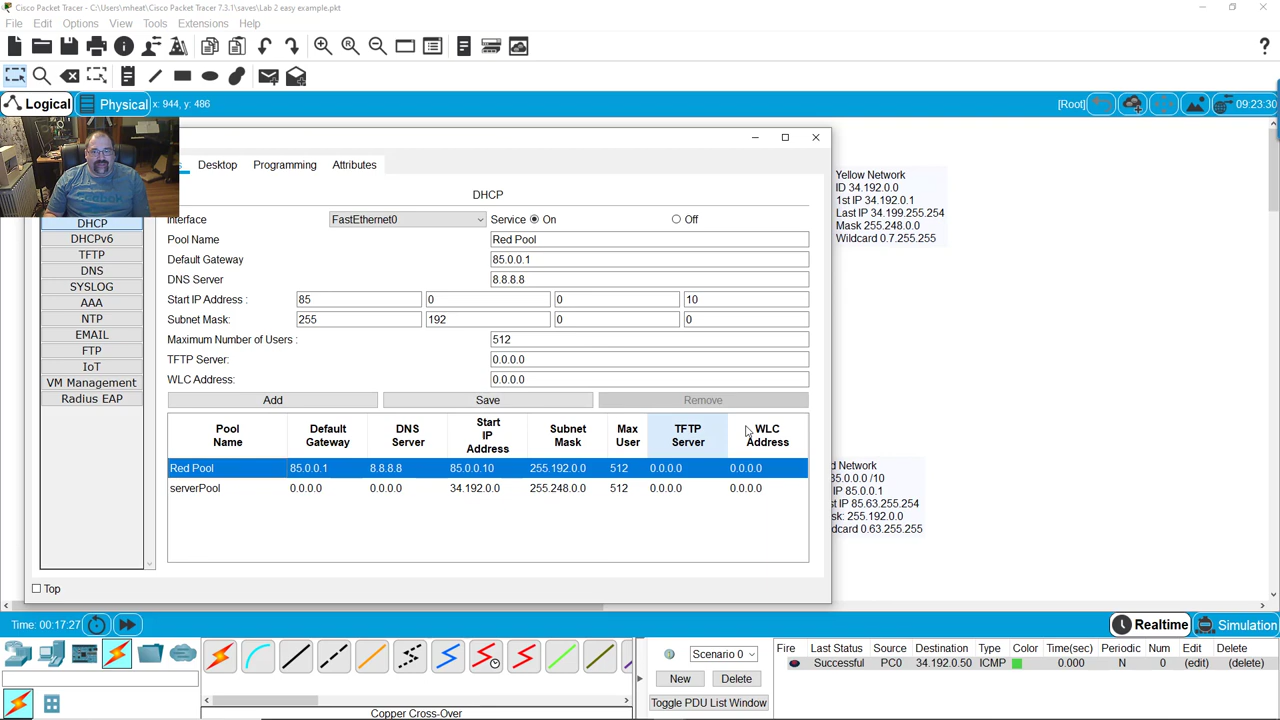 Cisco Packet Tracer - C:\Users\mheat\Cisco Packet Tracer 7.3.1\saves\Lab 2 easy example.pkt
File Edit Options View Tools Extensions Help
Logical Physical x: 944, y: 486 [Root] 09:23:30
Desktop Programming Attributes
DHCP
DHCPv6
TFTP
DNS
SYSLOG
AAA
NTP
EMAIL
FTP
IoT
VM Management
Radius EAP
DHCP
Interface FastEthernet0 Service On Off
Pool Name Red Pool
Default Gateway 85.0.0.1
DNS Server 8.8.8.8
Start IP Address : 85 0 0 10
Subnet Mask: 255 192 0 0
Maximum Number of Users : 512
TFTP Server: 0.0.0.0
WLC Address: 0.0.0.0
Add Save Remove
Pool Name Default Gateway DNS Server Start IP Address Subnet Mask Max User TFTP Server WLC Address
Red Pool 85.0.0.1 8.8.8.8 85.0.0.10 255.192.0.0 512 0.0.0.0 0.0.0.0
serverPool 0.0.0.0 0.0.0.0 34.192.0.0 255.248.0.0 512 0.0.0.0 0.0.0.0
Top
Yellow Network
ID 34.192.0.0
1st IP 34.192.0.1
Last IP 34.199.255.254
Mask 255.248.0.0
Wildcard 0.7.255.255
d Network
85.0.0.0 /10
IP 85.0.0.1
st IP 85.63.255.254
sk: 255.192.0.0
dcard 0.63.255.255
Time: 00:17:27 Realtime Simulation
Scenario 0
New Delete
Toggle PDU List Window
Fire Last Status Source Destination Type Color Time(sec) Periodic Num Edit Delete
Successful PC0 34.192.0.50 ICMP 0.000 N 0 (edit) (delete)
Copper Cross-Over